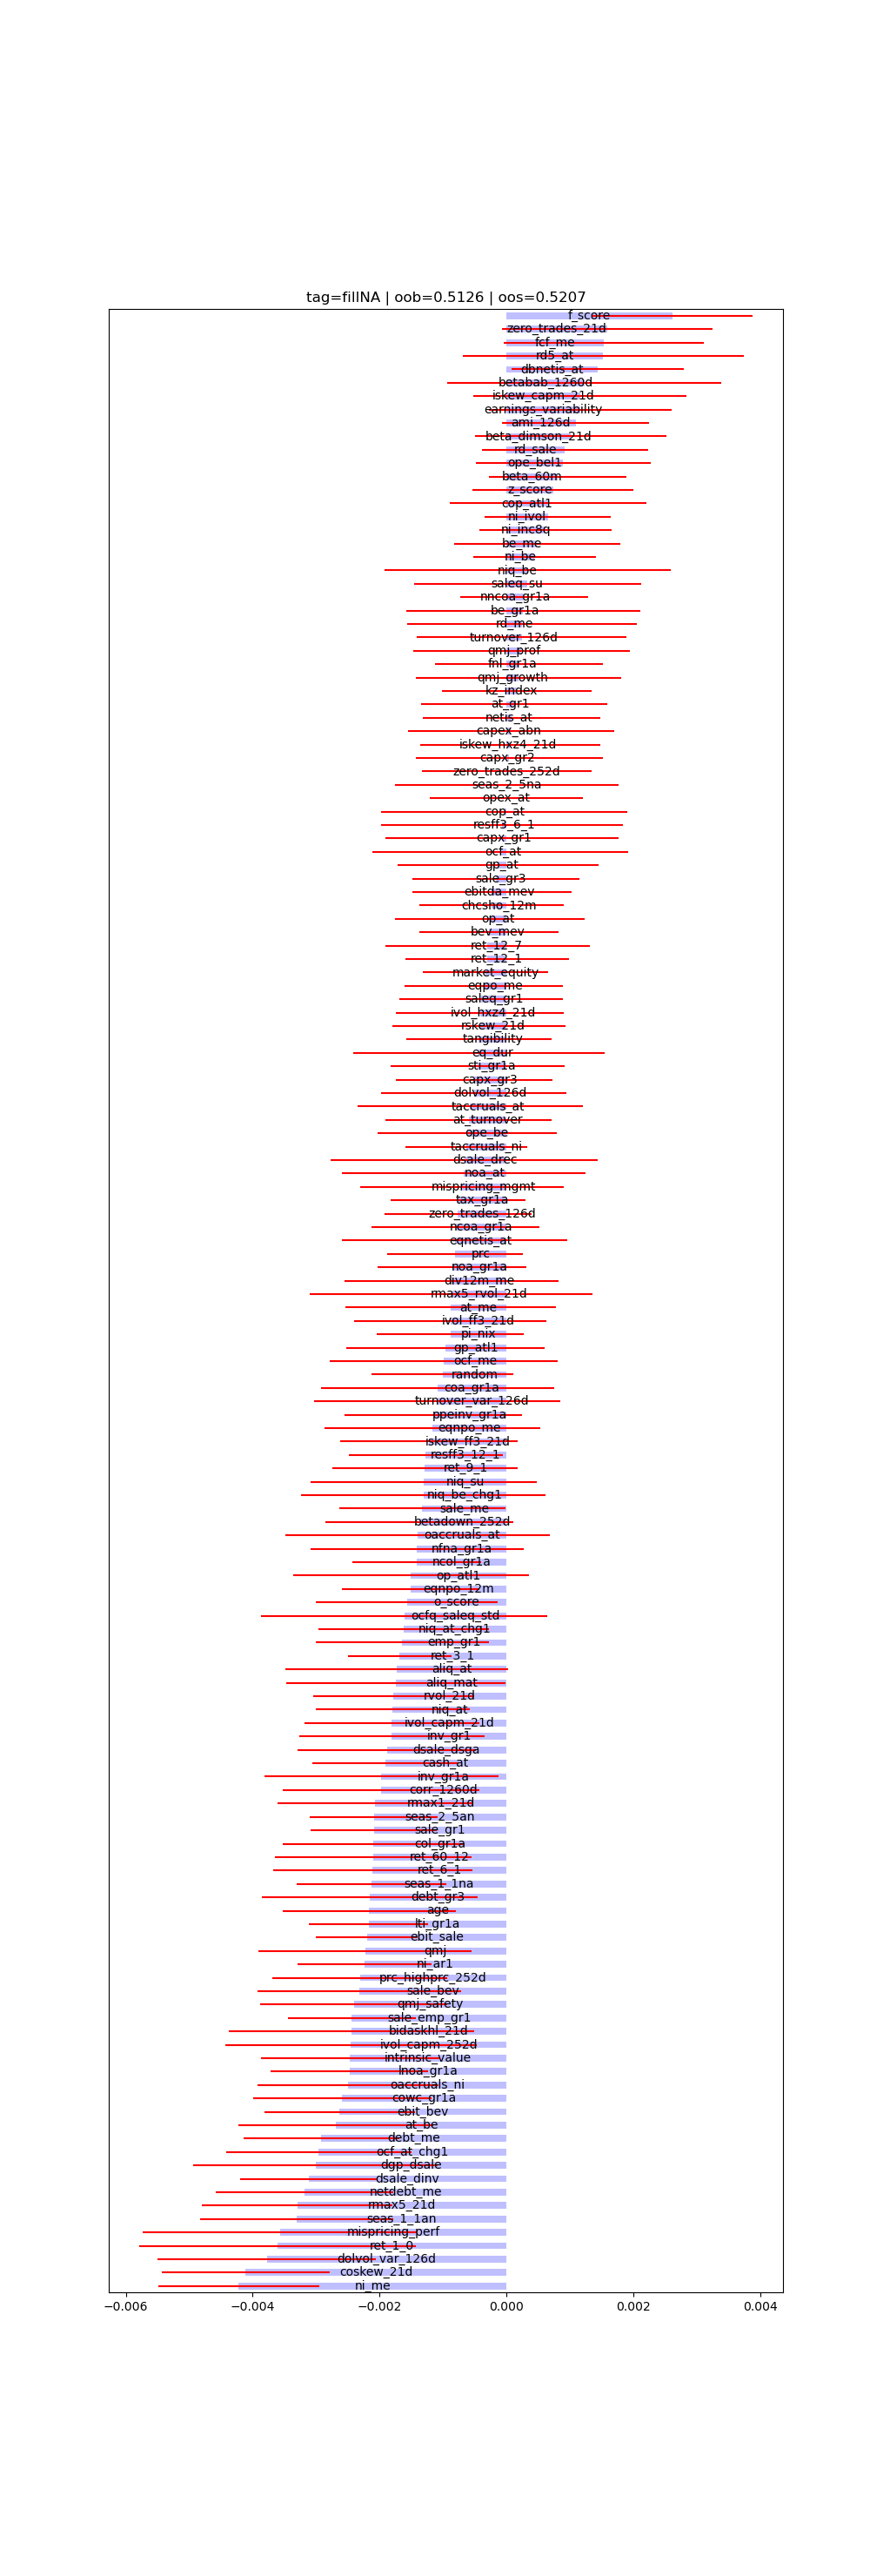 tag=fillNA | oob=0.5126 | oos=0.5207
f_score
zero_trades_21d
fcf_me
rd5_at
dbnetis_at
betabab_1260d
iskew_capm_21d
earnings_variability
ami_126d
beta_dimson_21d
rd_sale
ope_bel1
beta_60m
z_score
cop_atl1
ni_ivol
ni_inc8q
be_me
ni_be
niq_be
saleq_su
nncoa_gr1a
be_gr1a
rd_me
turnover_126d
qmj_prof
fnl_gr1a
qmj_growth
kz_index
at_gr1
netis_at
capex_abn
iskew_hxz4_21d
capx_gr2
zero_trades_252d
seas_2_5na
opex_at
cop_at
resff3_6_1
capx_gr1
ocf_at
gp_at
sale_gr3
ebitda_mev
chcsho_12m
op_at
bev_mev
ret_12_7
ret_12_1
market_equity
eqpo_me
saleq_gr1
ivol_hxz4_21d
rskew_21d
tangibility
eq_dur
sti_gr1a
capx_gr3
dolvol_126d
taccruals_at
at_turnover
ope_be
taccruals_ni
dsale_drec
noa_at
mispricing_mgmt
tax_gr1a
zero_trades_126d
ncoa_gr1a
eqnetis_at
prc
noa_gr1a
div12m_me
rmax5_rvol_21d
at_me
ivol_ff3_21d
pi_nix
gp_atl1
ocf_me
random
coa_gr1a
turnover_var_126d
ppeinv_gr1a
eqnpo_me
iskew_ff3_21d
resff3_12_1
ret_9_1
niq_su
niq_be_chg1
sale_me
betadown_252d
oaccruals_at
nfna_gr1a
ncol_gr1a
op_atl1
eqnpo_12m
o_score
ocfq_saleq_std
niq_at_chg1
emp_gr1
ret_3_1
aliq_at
aliq_mat
rvol_21d
niq_at
ivol_capm_21d
inv_gr1
dsale_dsga
cash_at
inv_gr1a
corr_1260d
rmax1_21d
seas_2_5an
sale_gr1
col_gr1a
ret_60_12
ret_6_1
seas_1_1na
debt_gr3
age
lti_gr1a
ebit_sale
qmj
ni_ar1
prc_highprc_252d
sale_bev
qmj_safety
sale_emp_gr1
bidaskhl_21d
ivol_capm_252d
intrinsic_value
lnoa_gr1a
oaccruals_ni
cowc_gr1a
ebit_bev
at_be
debt_me
ocf_at_chg1
dgp_dsale
dsale_dinv
netdebt_me
rmax5_21d
seas_1_1an
mispricing_perf
ret_1_0
dolvol_var_126d
coskew_21d
ni_me
−0.006 −0.004 −0.002 0.000 0.002 0.004